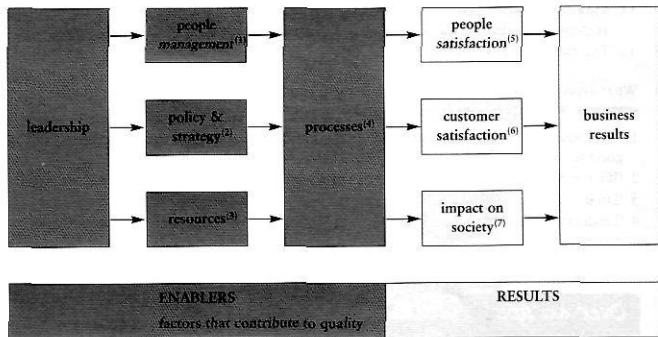 people
management(1)
people
satisfaction(5)
leadership
policy &
strategy(2)
processes(4)
customer
satisfaction(6)
business
results
resources(3)
impact on
society(7)
ENABLERS
RESULTS
factors that contribute to quality